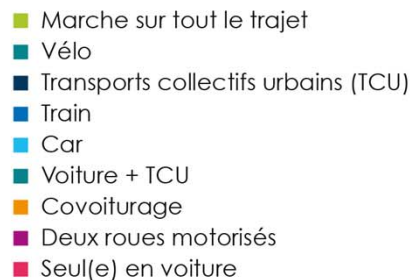 Marche sur tout le trajet
Vélo
Transports collectifs urbains (TCU)
Train
Car
Voiture + TCU
Covoiturage
Deux roues motorisés
Seul(e) en voiture